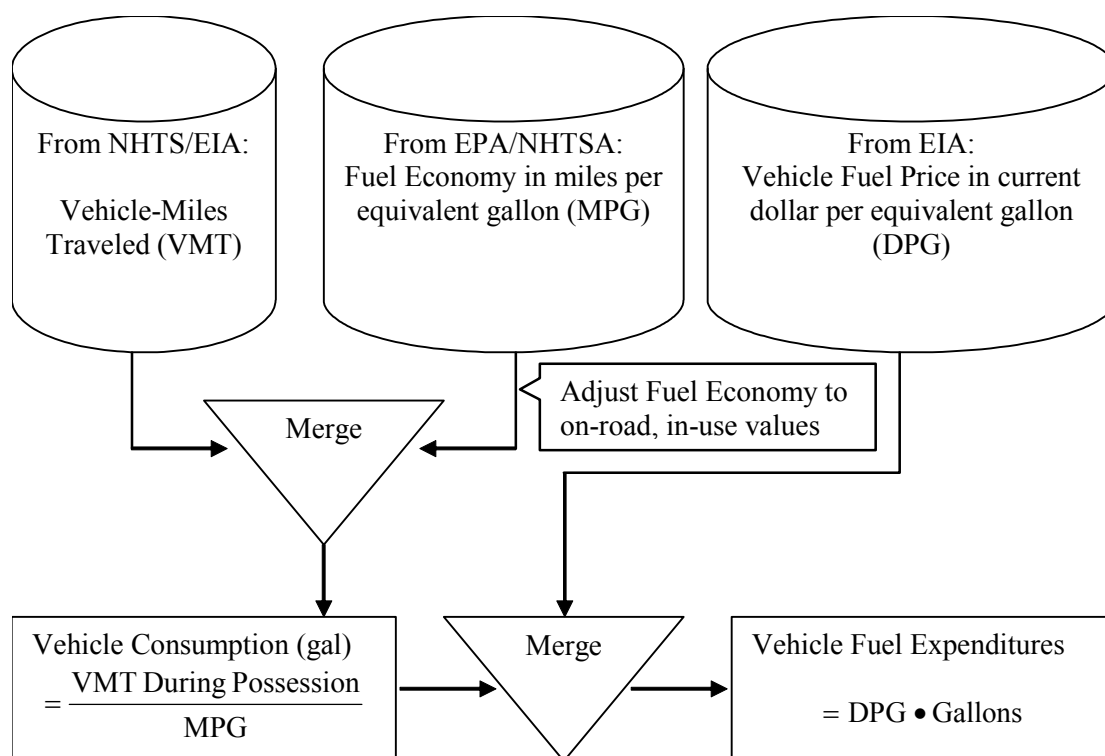 From NHTS/EIA:
Vehicle-Miles
Traveled (VMT)
From EPA/NHTSA:
Fuel Economy in miles per
equivalent gallon (MPG)
From EIA:
Vehicle Fuel Price in current
dollar per equivalent gallon
(DPG)
Adjust Fuel Economy to
on-road, in-use values
Merge
Vehicle Consumption (gal)
= VMT During Possession
MPG
Merge
Vehicle Fuel Expenditures
= DPG • Gallons